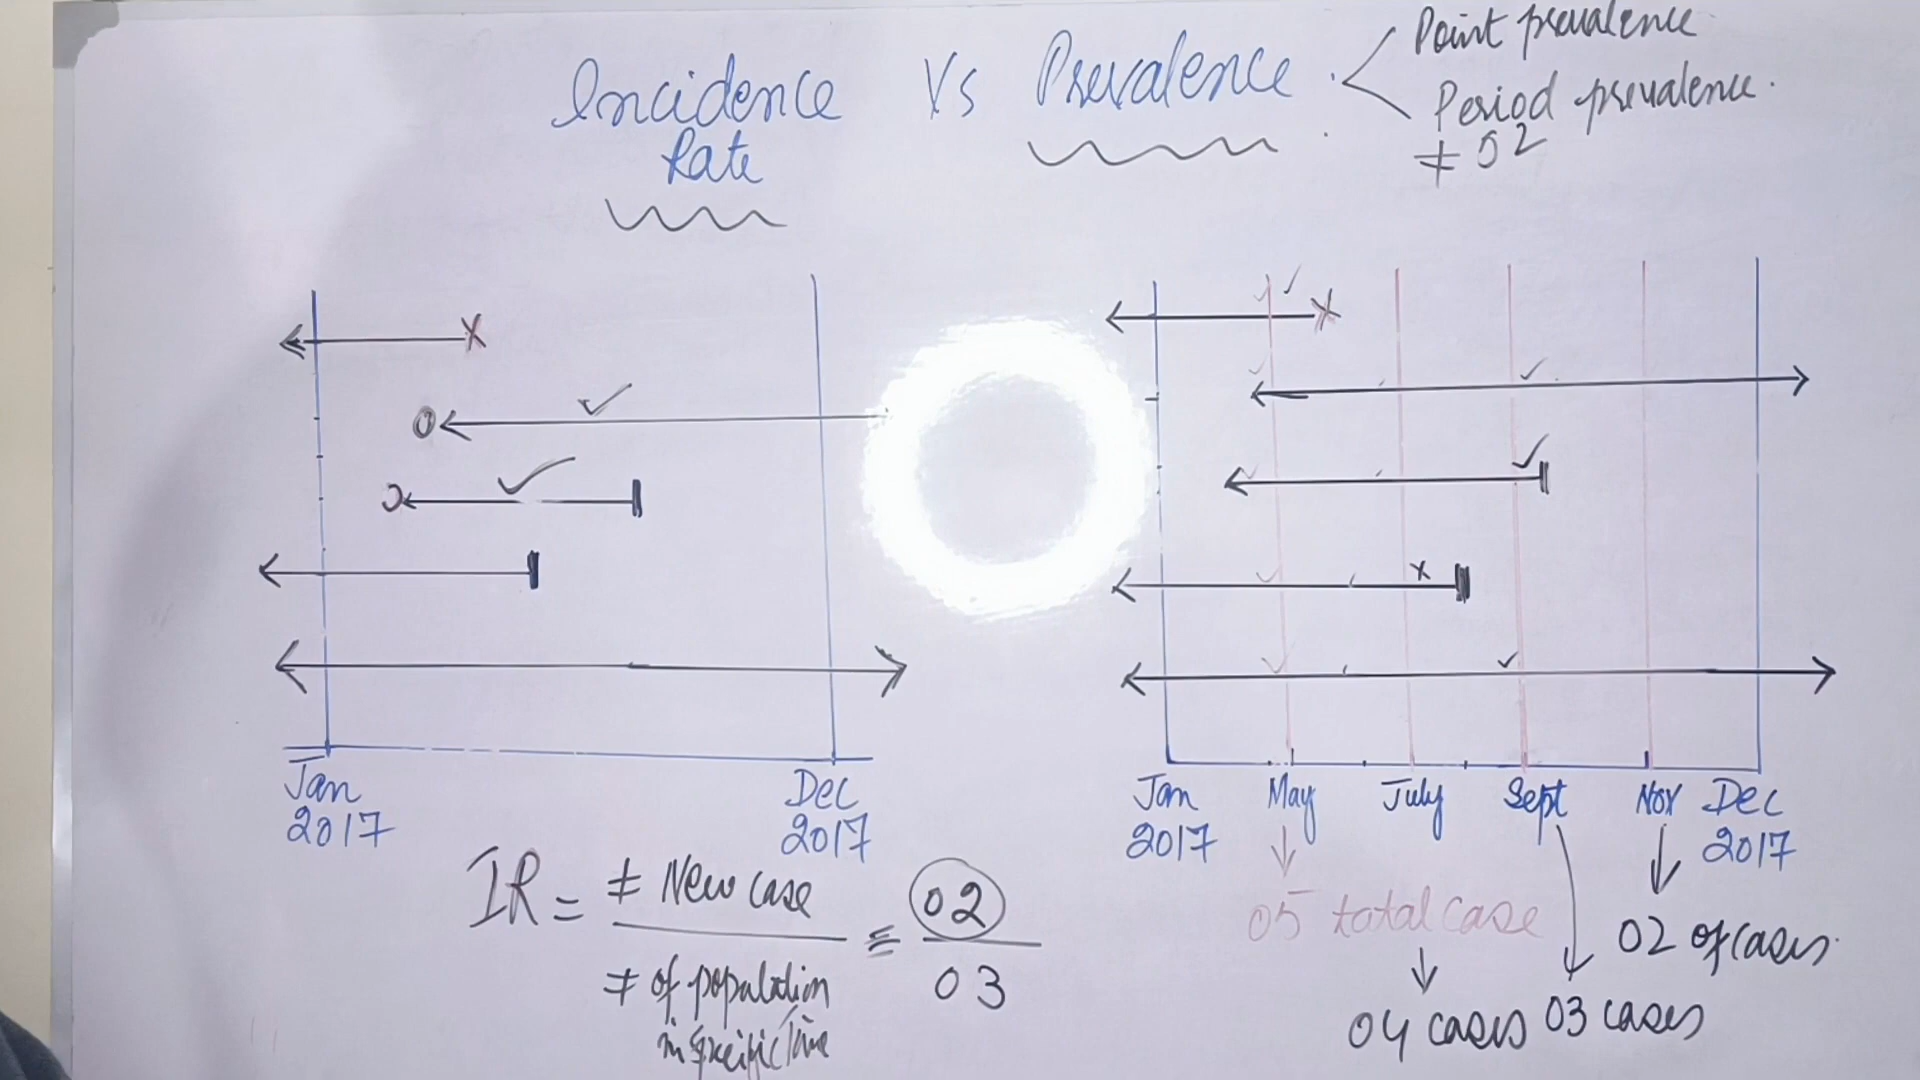 Incidence Vs Prevalence
Rate
Point prevalence
Period prevalence.
≠ 02
Jan
2017
Dec
2017
IR = ≠ New case
≠ of population
in specific Time
= 02
03
Jan
2017
May
July
Sept
Nov
Dec
2017
05 total case
04 cases
03 cases
02 of cases.